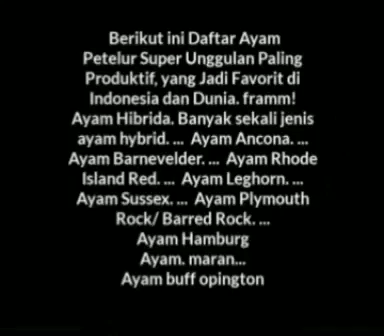 Berikut ini Daftar Ayam
Petelur Super Unggulan Paling
Produktif, yang Jadi Favorit di
Indonesia dan Dunia. framm!
Ayam Hibrida. Banyak sekali jenis
ayam hybrid. ... Ayam Ancona. ...
Ayam Barnevelder. ... Ayam Rhode
Island Red. ... Ayam Leghorn. ...
Ayam Sussex. ... Ayam Plymouth
Rock/ Barred Rock. ...
Ayam Hamburg
Ayam. maran...
Ayam buff opington